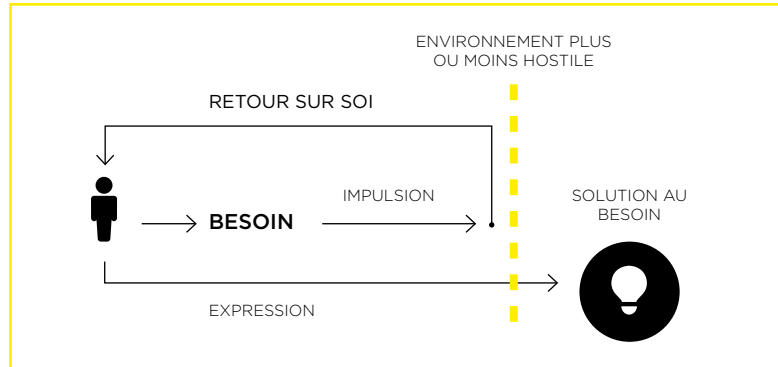 ENVIRONNEMENT PLUS
OU MOINS HOSTILE
RETOUR SUR SOI
IMPULSION
BESOIN
SOLUTION AU
BESOIN
EXPRESSION